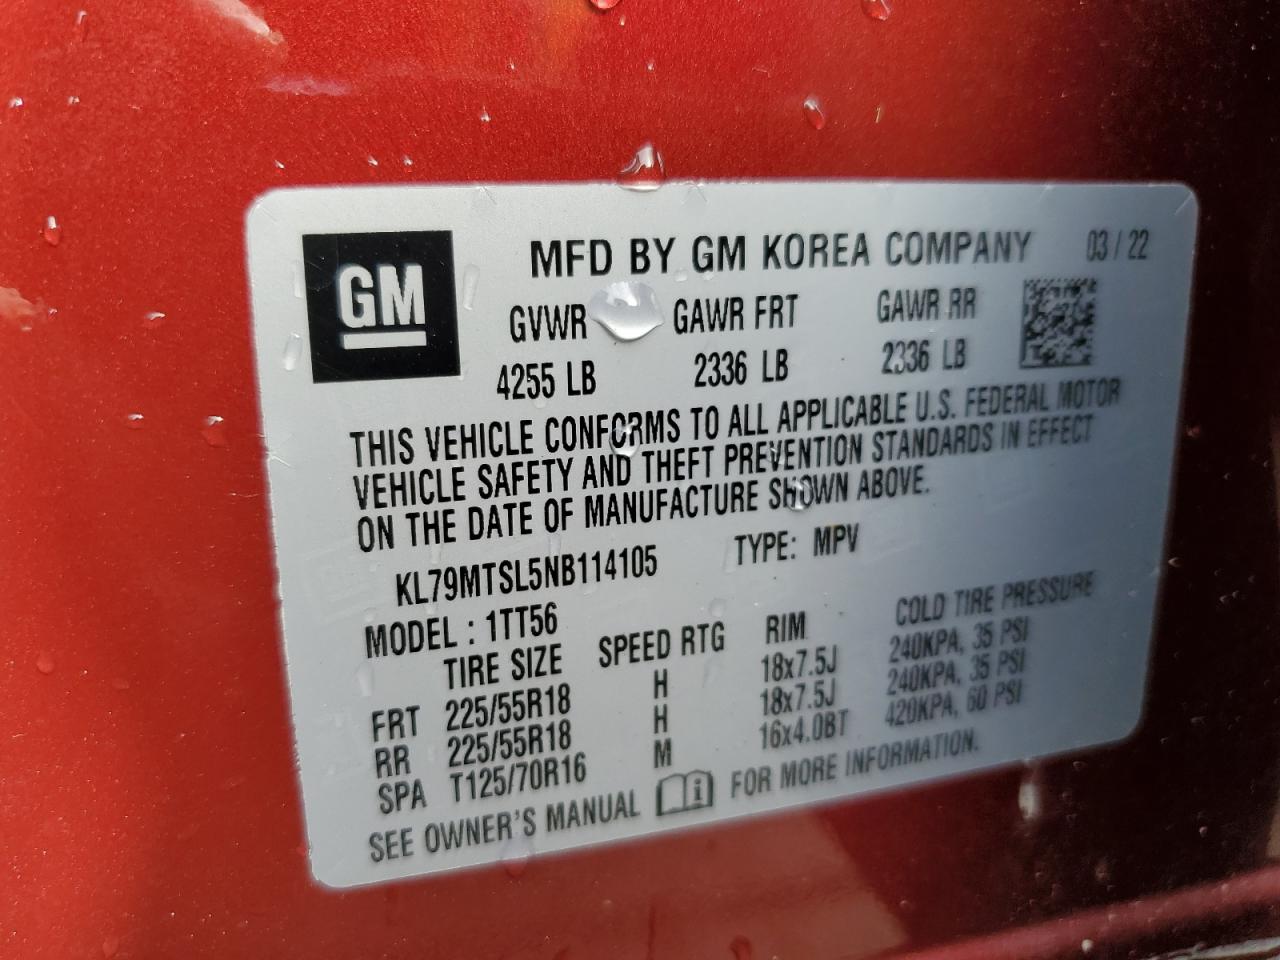 GM
MFD BY GM KOREA COMPANY 03 / 22
GVWR GAWR FRT GAWR RR
4255 LB 2336 LB 2336 LB
THIS VEHICLE CONFORMS TO ALL APPLICABLE U.S. FEDERAL MOTOR
VEHICLE SAFETY AND THEFT PREVENTION STANDARDS IN EFFECT
ON THE DATE OF MANUFACTURE SHOWN ABOVE.
KL79MTSL5NB114105 TYPE: MPV
MODEL : 1TT56
TIRE SIZE SPEED RTG RIM COLD TIRE PRESSURE
FRT 225/55R18 H 18x7.5J 240KPA, 35 PSI
RR 225/55R18 H 18x7.5J 240KPA, 35 PSI
SPA T125/70R16 M 16x4.0BT 420KPA, 60 PSI
SEE OWNER'S MANUAL i FOR MORE INFORMATION.